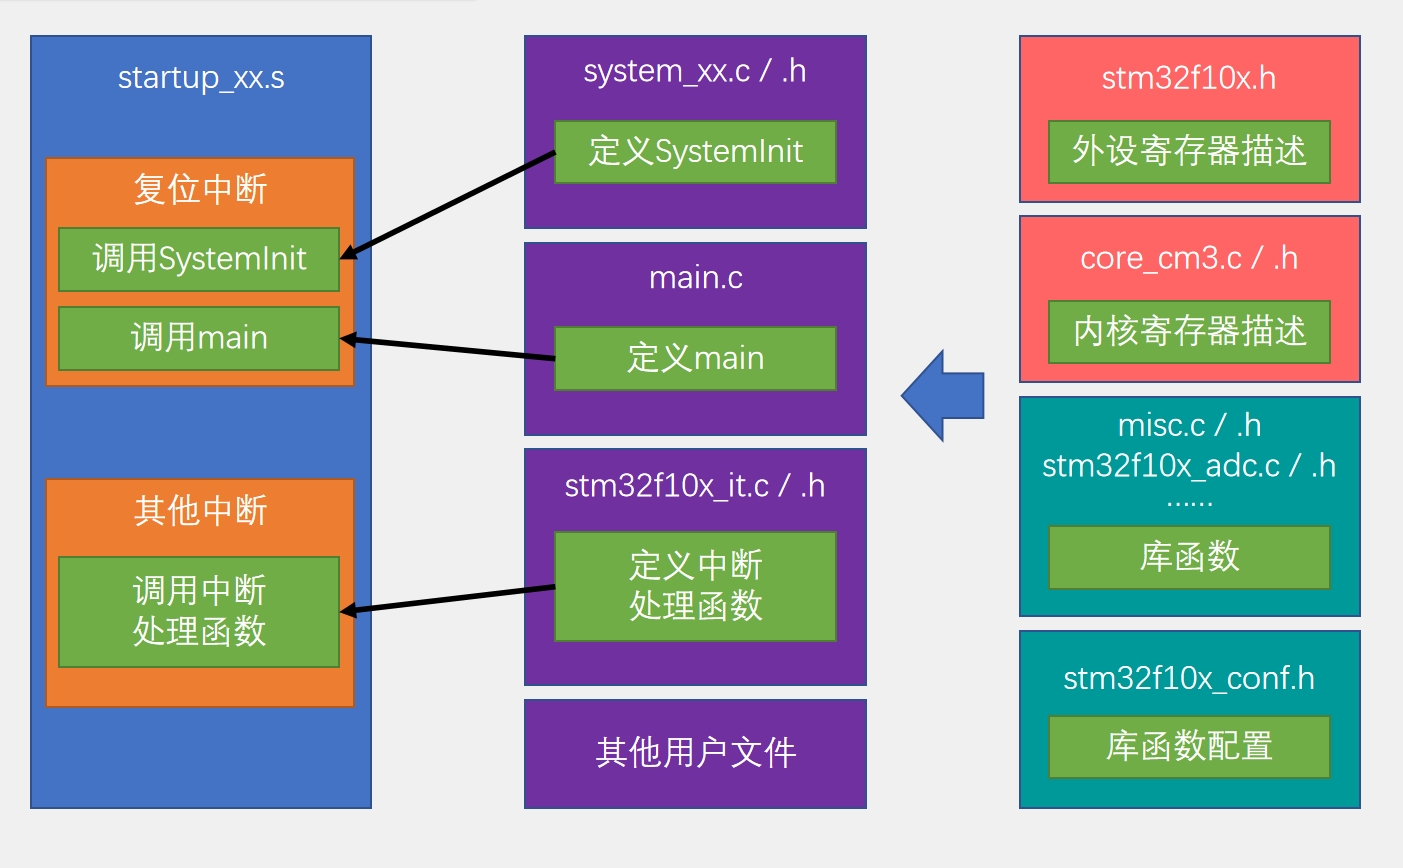 startup_xx.s
复位中断
调用SystemInit
调用main
其他中断
调用中断
处理函数
system_xx.c / .h
定义SystemInit
main.c
定义main
stm32f10x_it.c / .h
定义中断
处理函数
其他用户文件
stm32f10x.h
外设寄存器描述
core_cm3.c / .h
内核寄存器描述
misc.c / .h
stm32f10x_adc.c / .h
……
库函数
stm32f10x_conf.h
库函数配置